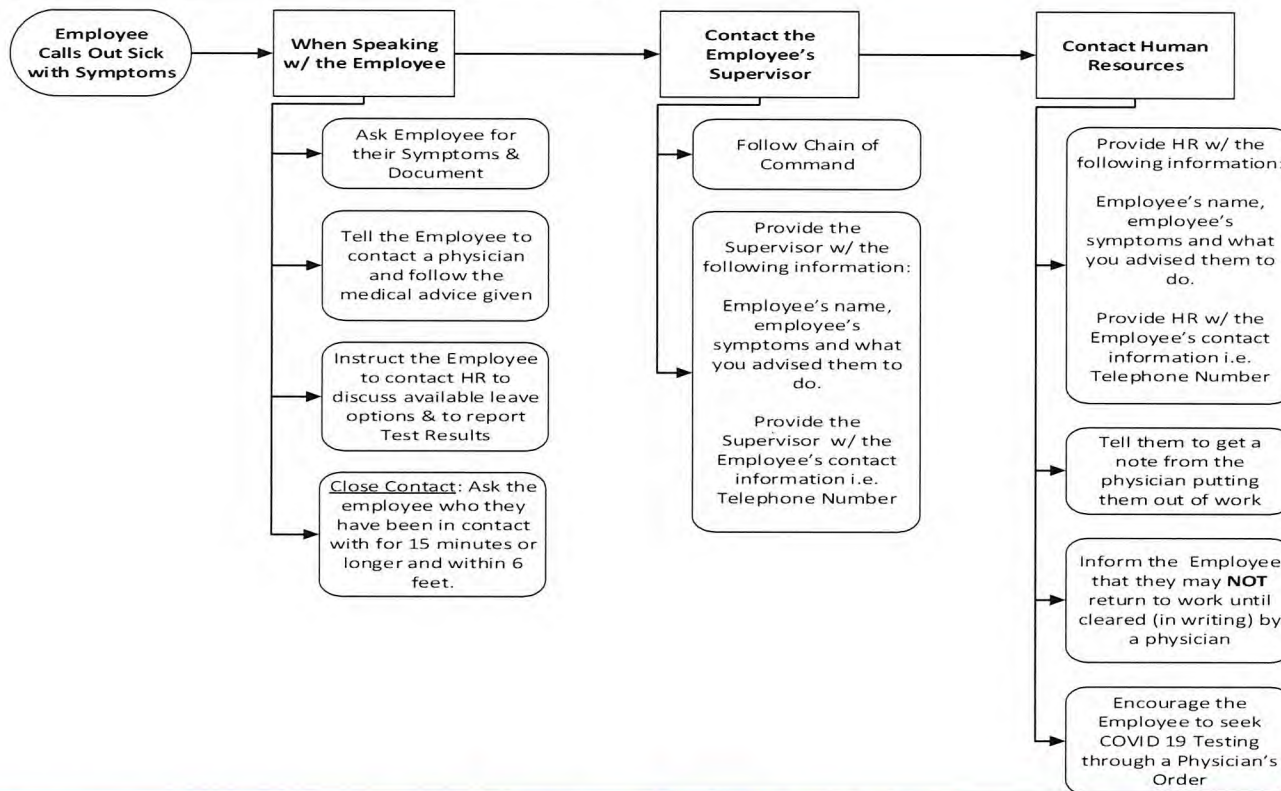 Employee
Calls Out Sick
with Symptoms
When Speaking
w/ the Employee
Contact the
Employee's
Supervisor
Contact Human
Resources
Ask Employee for
their Symptoms &
Document
Tell the Employee to
contact a physician
and follow the
medical advice given
Instruct the Employee
to contact HR to
discuss available leave
options & to report
Test Results
Close Contact: Ask the
employee who they
have been in contact
with for 15 minutes or
longer and within 6
feet.
Follow Chain of
Command
Provide the
Supervisor w/ the
following information:
Employee's name,
employee's
symptoms and what
you advised them to
do.
Provide the
Supervisor w/ the
Employee's contact
information i.e.
Telephone Number
Provide HR w/ the
following information:
Employee's name,
employee's
symptoms and what
you advised them to
do.
Provide HR w/ the
Employee's contact
information i.e.
Telephone Number
Tell them to get a
note from the
physician putting
them out of work
Inform the Employee
that they may NOT
return to work until
cleared (in writing) by
a physician
Encourage the
Employee to seek
COVID 19 Testing
through a Physician's
Order